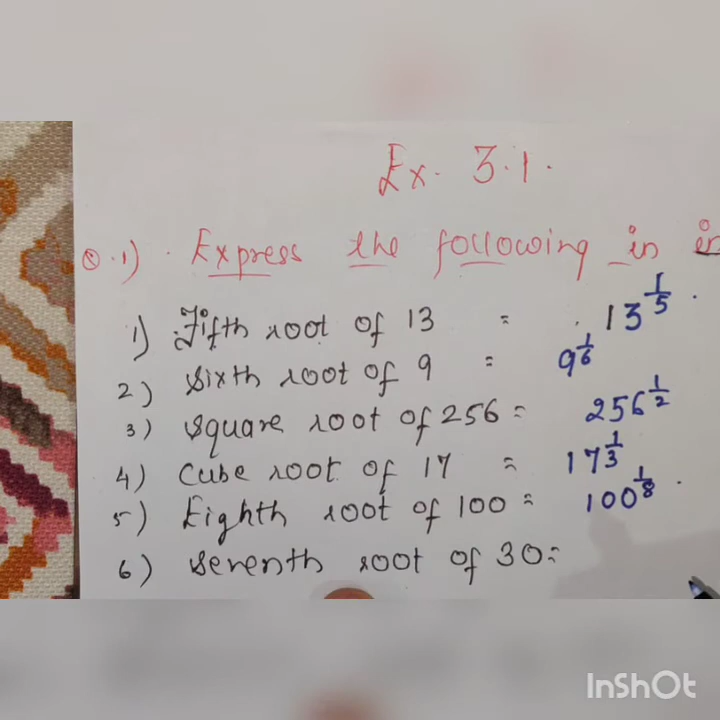 Ex. 3.1.
Q.1) Express the following in
1) Fifth root of 13 = 13^1/5.
2) Sixth root of 9 = 9^1/6
3) Square root of 256 = 256^1/2
4) Cube root of 17 = 17^1/3
5) Eighth root of 100 = 100^1/8.
6) Seventh root of 30 =
InShOt